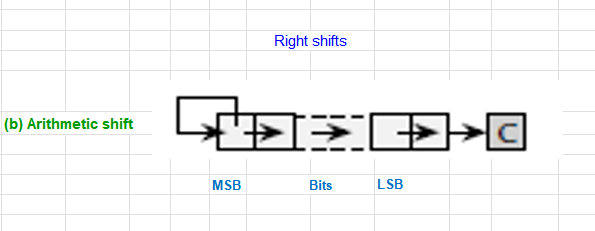 Right shifts
(b) Arithmetic shift
C
MSB Bits LSB